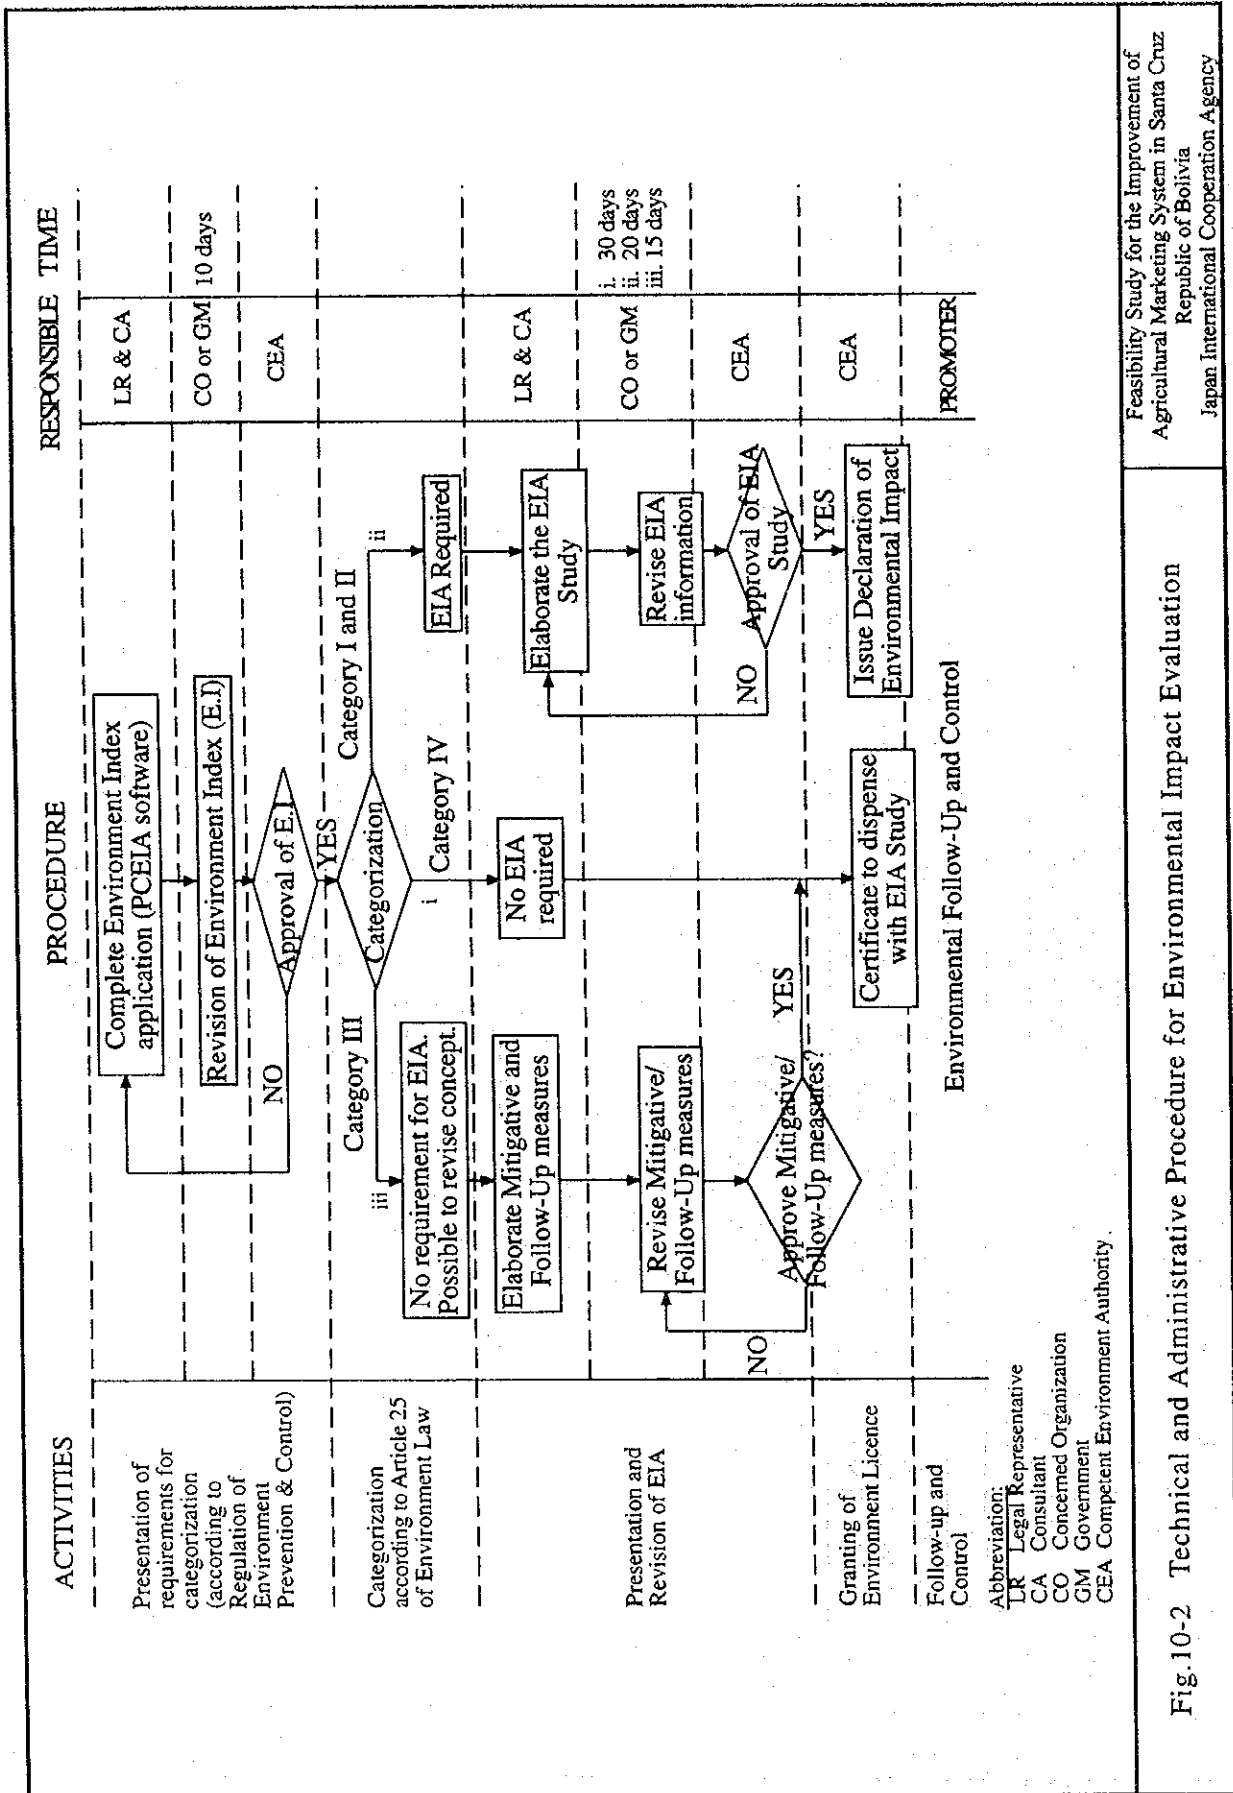 ACTIVITIES
PROCEDURE
RESPONSIBLE
TIME
Presentation of
requirements for
categorization
(according to
Regulation of
Environment
Prevention & Control)
Complete Environment Index
application (PCEIA software)
LR & CA
Revision of Environment Index (E.I)
CO or GM
10 days
Approval of E.I
NO
YES
CEA
Categorization
according to Article 25
of Environment Law
Categorization
Category III
iii
Category IV
i
Category I and II
ii
No requirement for EIA.
Possible to revise concept.
EIA Required
Presentation and
Revision of EIA
Elaborate Mitigative and
Follow-Up measures
No EIA
required
Elaborate the EIA
Study
LR & CA
Revise Mitigative/
Follow-Up measures
Revise EIA
information
CO or GM
i. 30 days
ii. 20 days
iii. 15 days
Approve Mitigative/
Follow-Up measures?
NO
YES
Approval of EIA
Study
NO
YES
CEA
Granting of
Environment Licence
Certificate to dispense
with EIA Study
Issue Declaration of
Environmental Impact
CEA
Follow-up and
Control
Environmental Follow-Up and Control
PROMOTER
Abbreviation:
LR Legal Representative
CA Consultant
CO Concerned Organization
GM Government
CEA Competent Environment Authority
Fig.10-2 Technical and Administrative Procedure for Environmental Impact Evaluation
Feasibility Study for the Improvement of
Agricultural Marketing System in Santa Cruz
Republic of Bolivia
Japan International Cooperation Agency